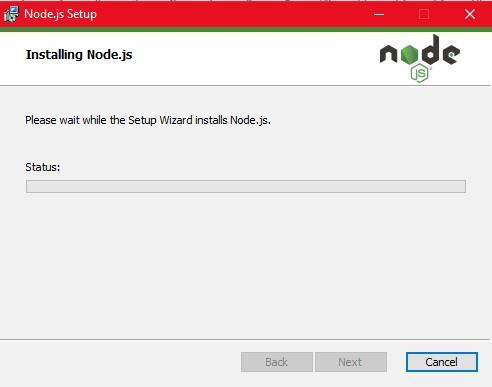 Node.js Setup
Installing Node.js
node
JS
Please wait while the Setup Wizard installs Node.js.
Status:
Back
Next
Cancel